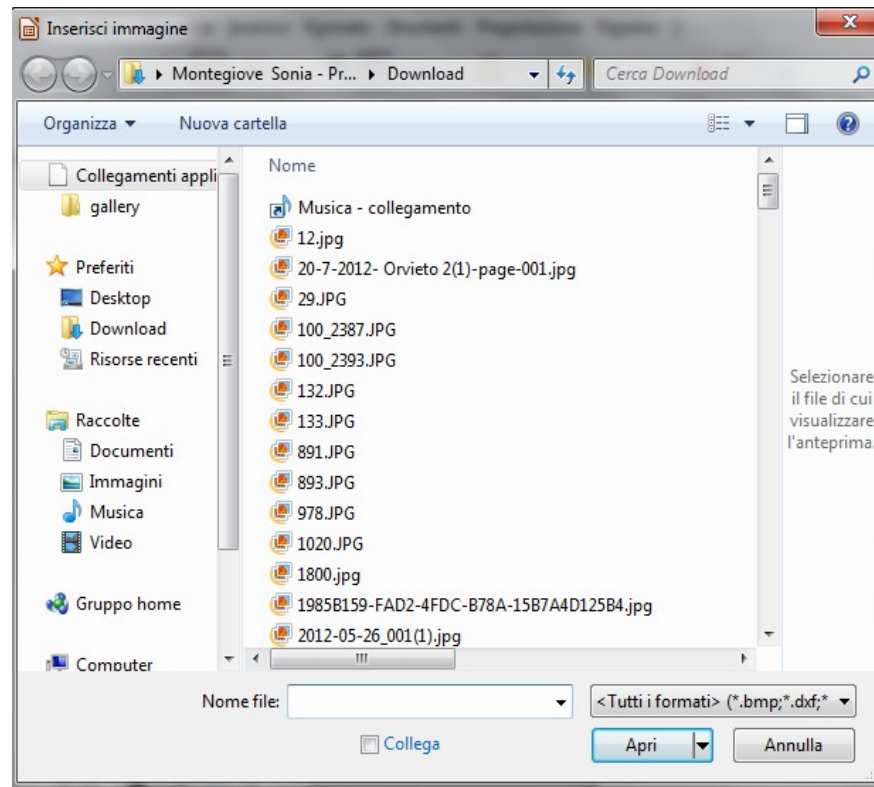 Inserisci immagine
Montegiove Sonia - Pr... Download
Cerca Download
Organizza
Nuova cartella
Collegamenti appli
gallery
Preferiti
Desktop
Download
Risorse recenti
Raccolte
Documenti
Immagini
Musica
Video
Gruppo home
Computer
Nome
Musica - collegamento
12.jpg
20-7-2012- Orvieto 2(1)-page-001.jpg
29.JPG
100_2387.JPG
100_2393.JPG
132.JPG
133.JPG
891.JPG
893.JPG
978.JPG
1020.JPG
1800.jpg
1985B159-FAD2-4FDC-B78A-15B7A4D125B4.jpg
2012-05-26_001(1).jpg
Selezionare
il file di cui
visualizzare
l'anteprima.
Nome file:
<Tutti i formati> (*.bmp;*.dxf;*
Collega
Apri
Annulla